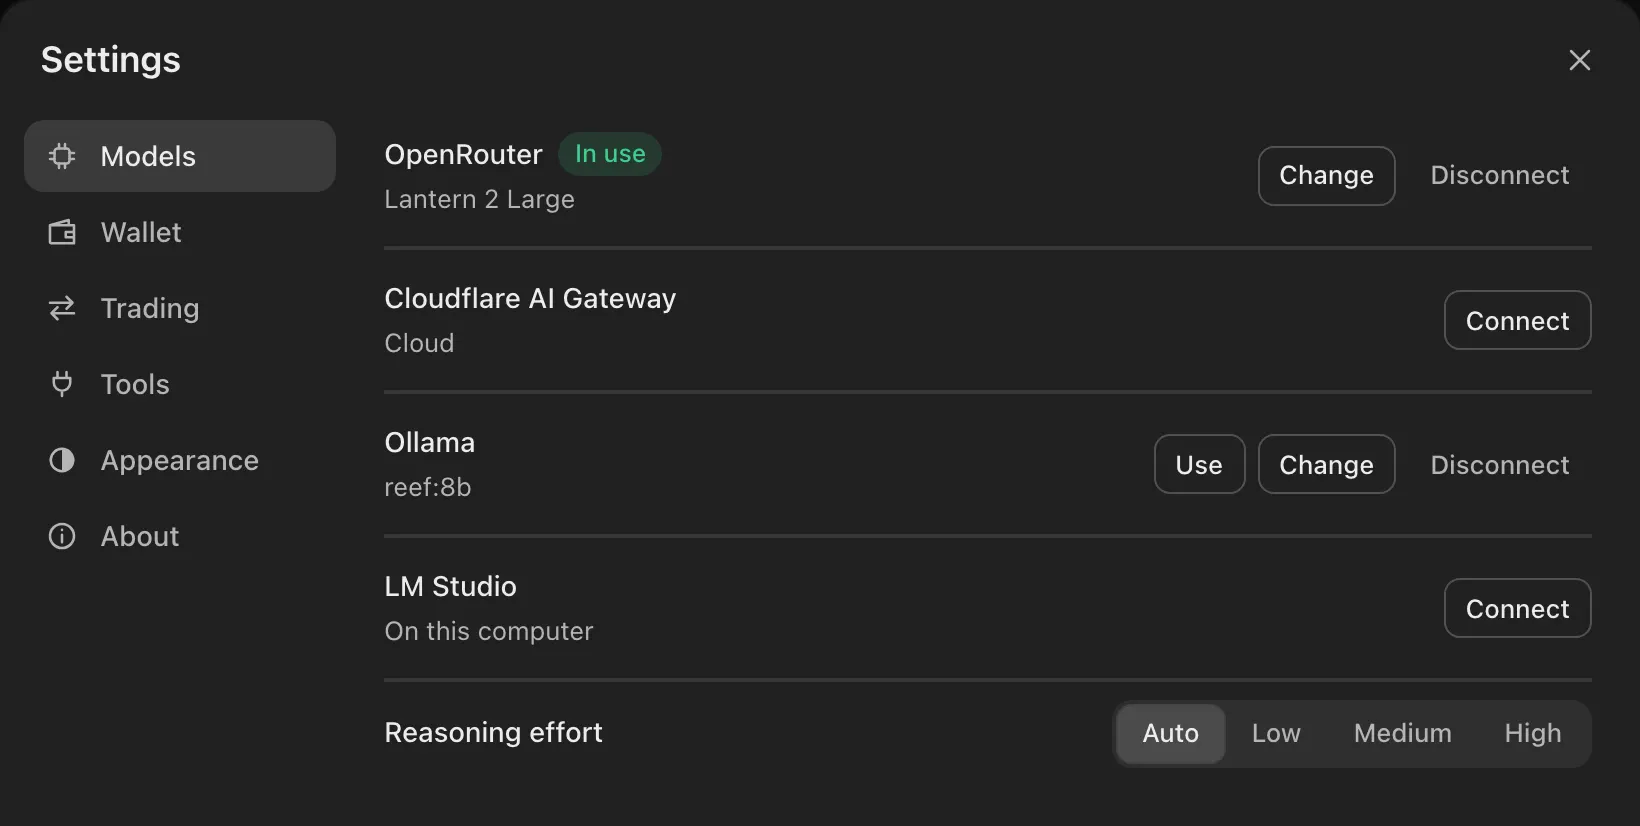 Settings
Models
Wallet
Trading
Tools
Appearance
About
OpenRouter In use
Lantern 2 Large
Change Disconnect
Cloudflare AI Gateway
Cloud
Connect
Ollama
reef:8b
Use Change Disconnect
LM Studio
On this computer
Connect
Reasoning effort
Auto Low Medium High